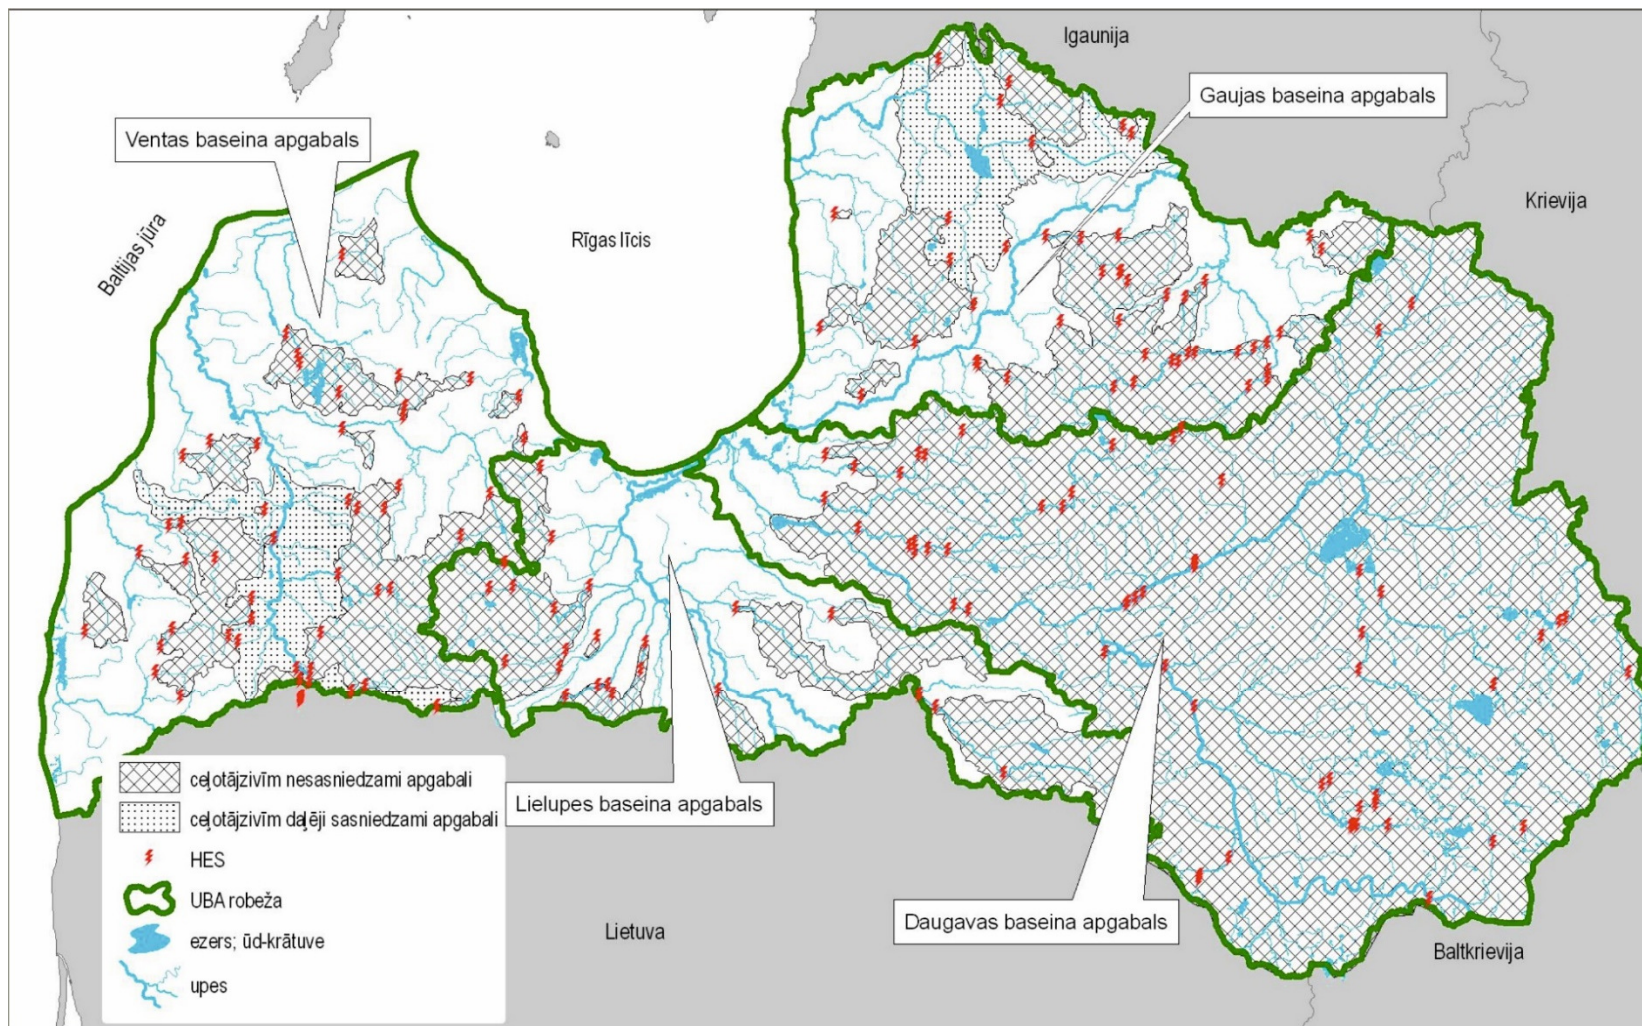 Igaunija
Gaujas baseina apgabals
Ventas baseina apgabals
Krievija
Baltijas jūra
Rīgas līcis
ceļotājzivīm nesasniedzami apgabali
ceļotājzivīm daļēji sasniedzami apgabali
HES
UBA robeža
ezers; ūd-krātuve
upes
Lielupes baseina apgabals
Daugavas baseina apgabals
Lietuva
Baltkrievija